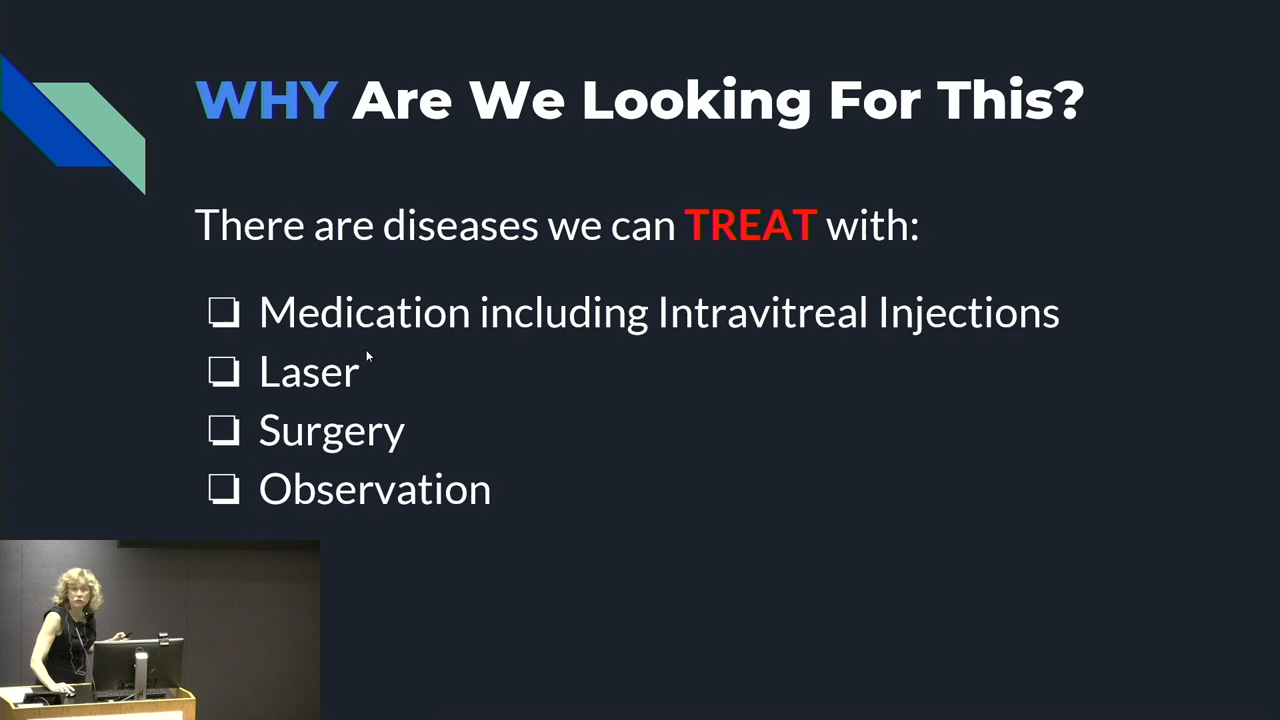 WHY Are We Looking For This?
There are diseases we can TREAT with:
❏ Medication including Intravitreal Injections
❏ Laser
❏ Surgery
❏ Observation